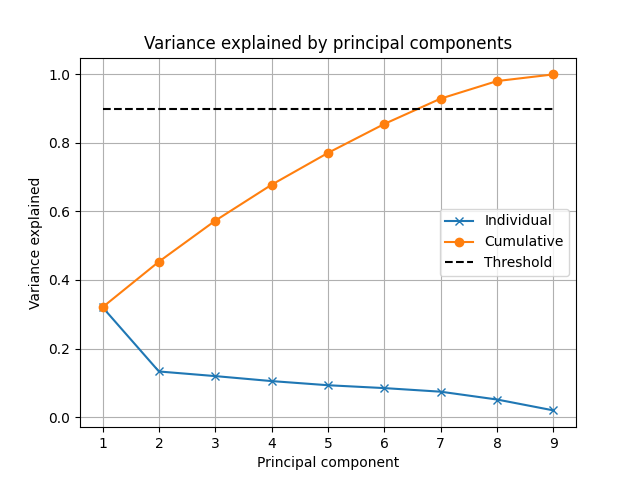 Variance explained by principal components
Variance explained
1.0
0.8
0.6
0.4
0.2
0.0
Individual
Cumulative
Threshold
1 2 3 4 5 6 7 8 9
Principal component